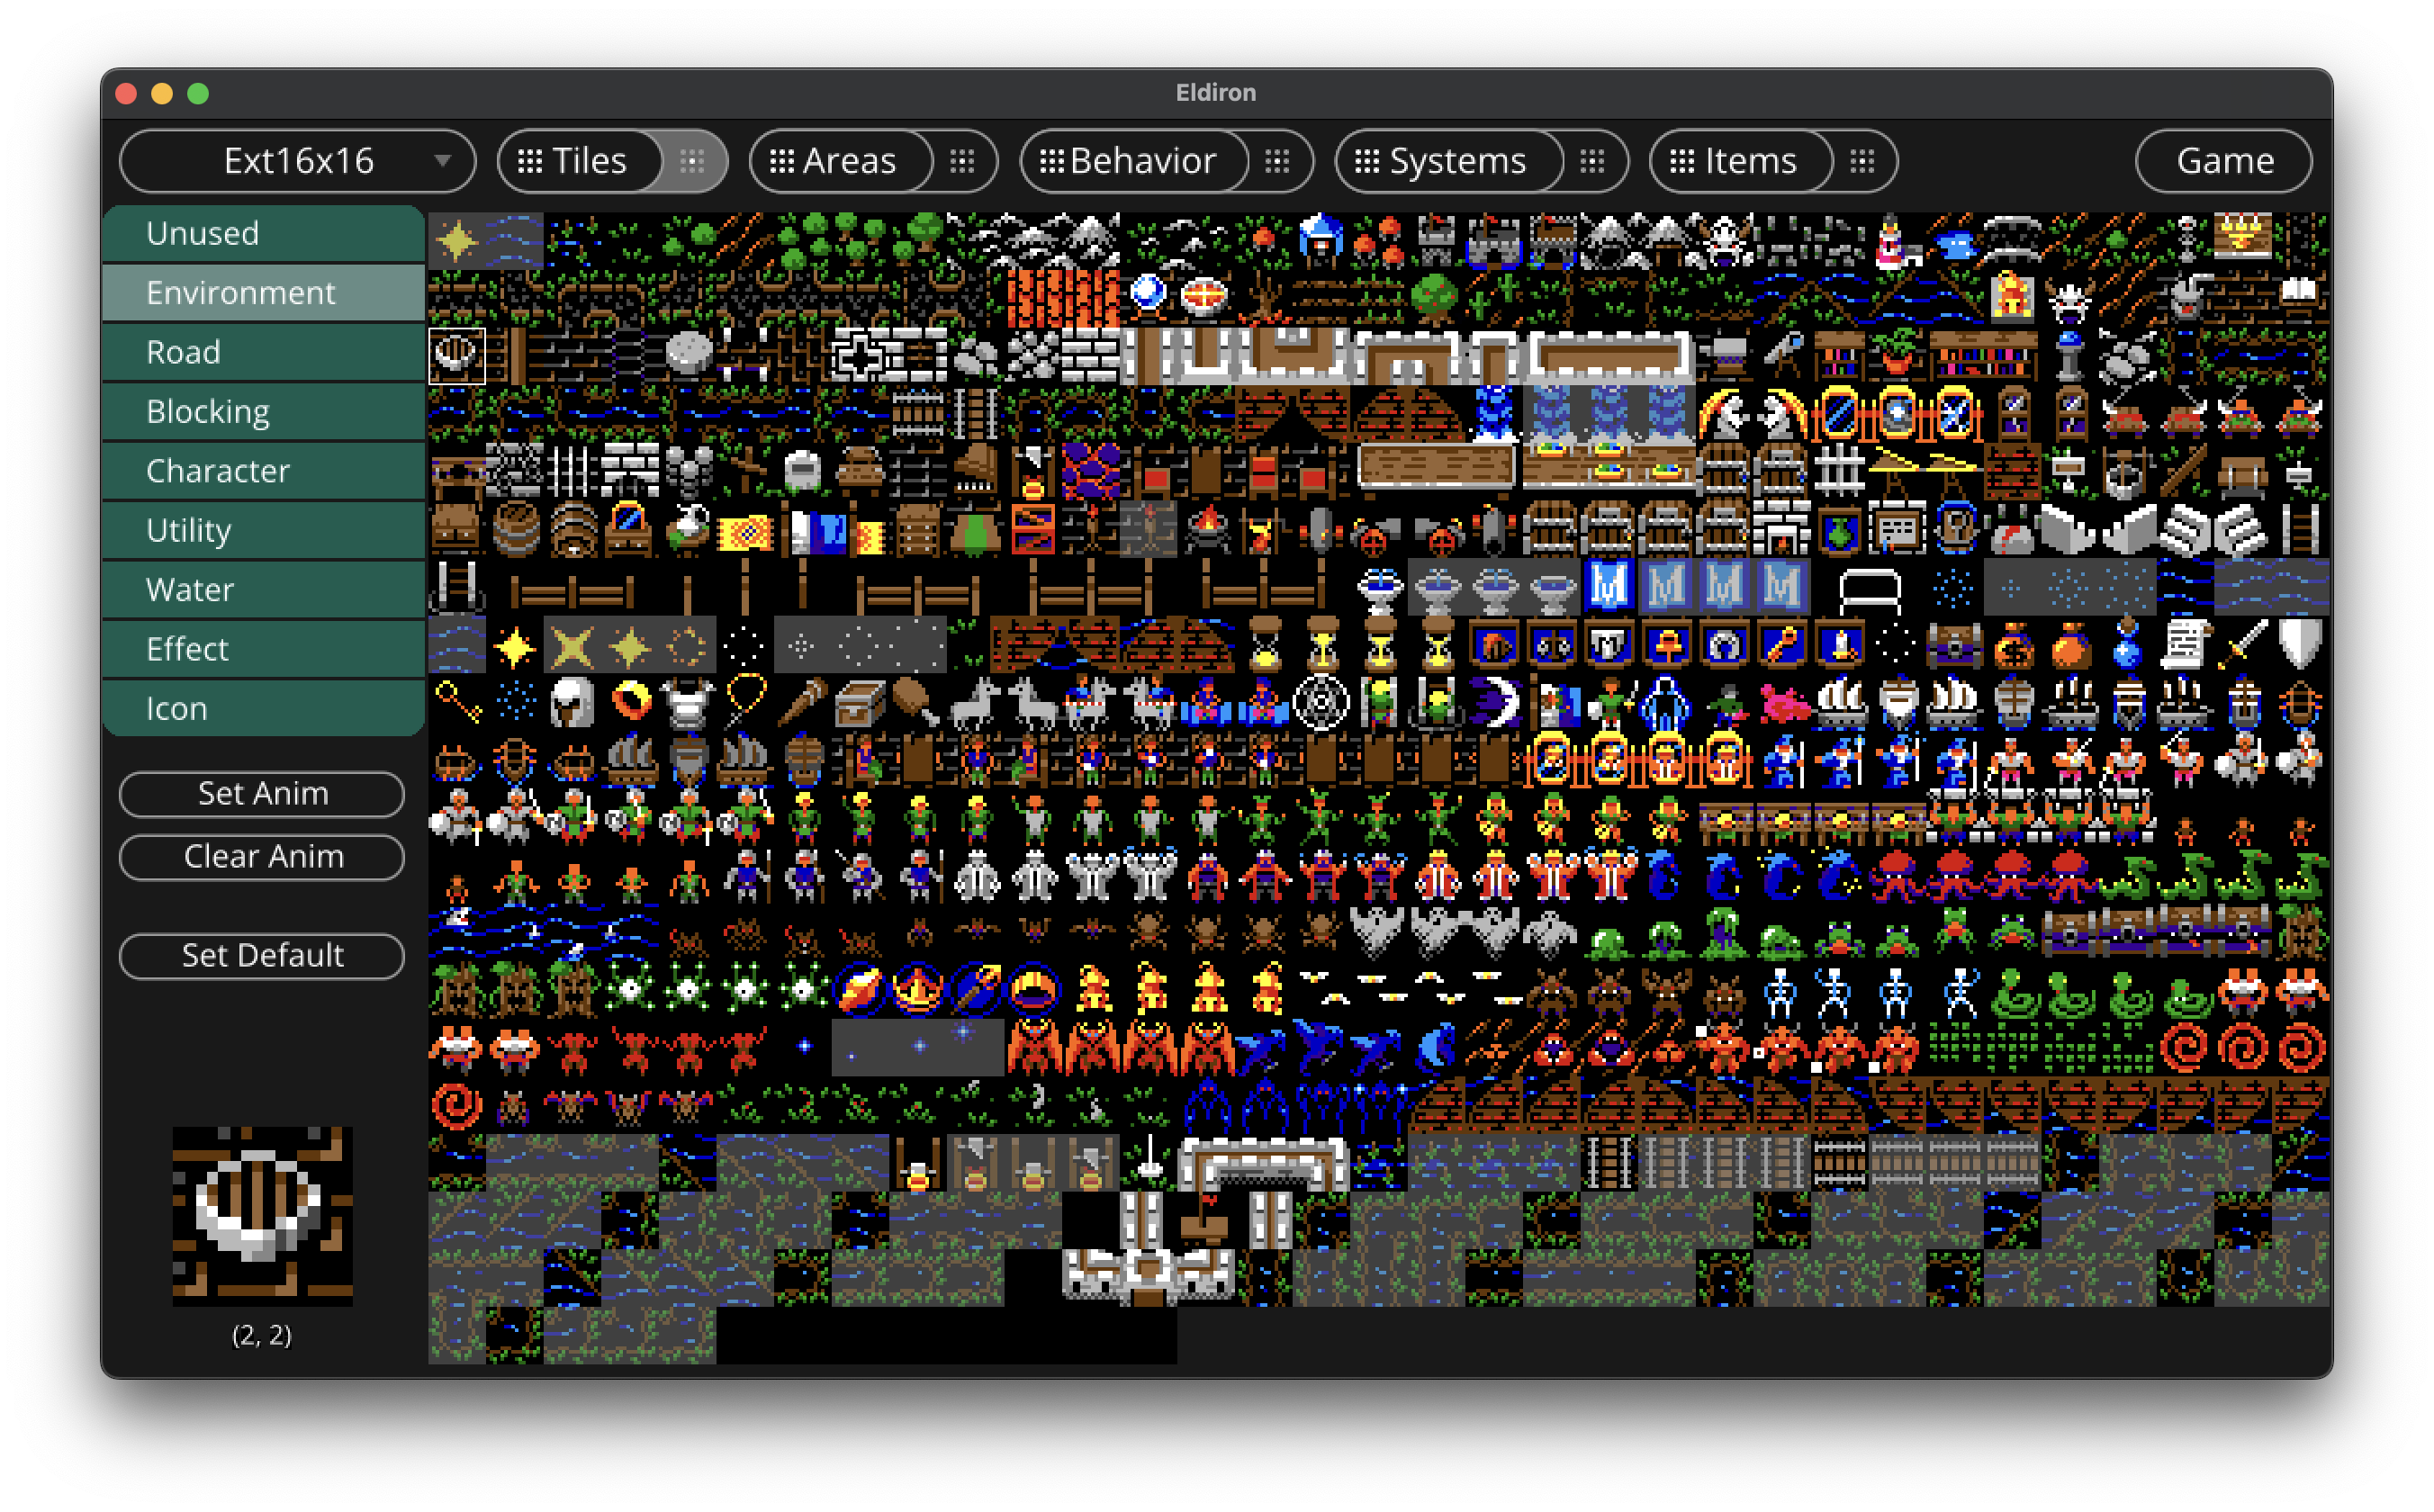 Eldiron
Ext16x16 Tiles Areas Behavior Systems Items Game
Unused
Environment
Road
Blocking
Character
Utility
Water
Effect
Icon
Set Anim
Clear Anim
Set Default
(2, 2)